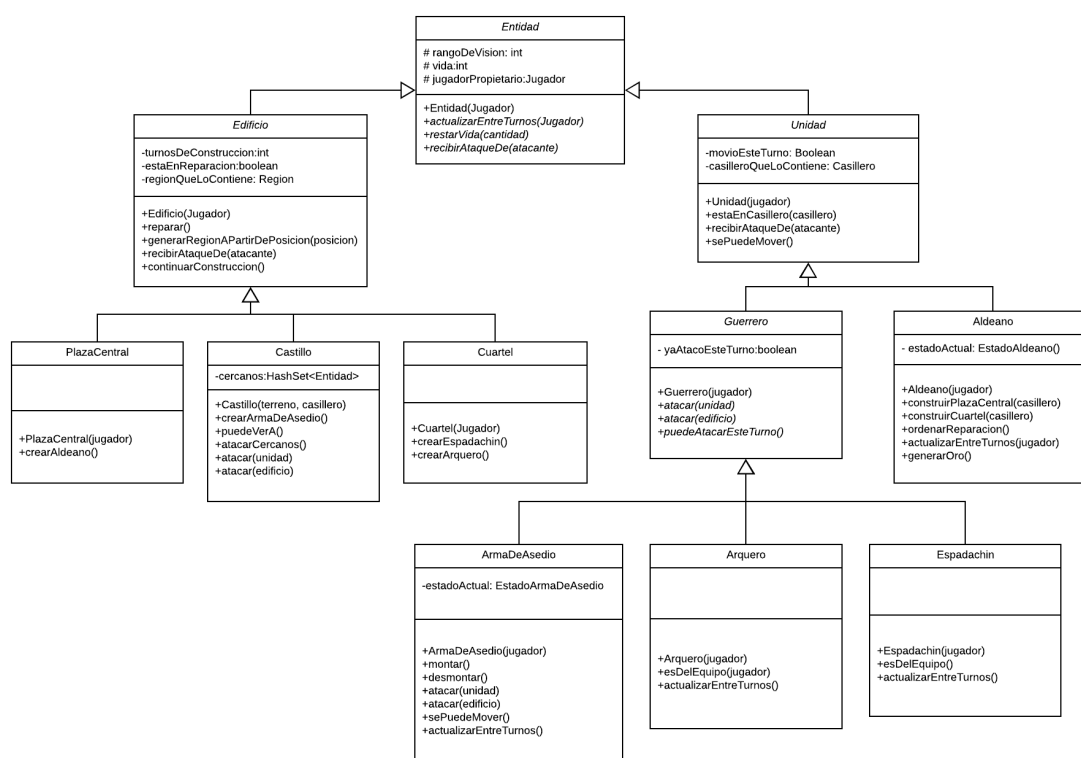 Entidad
# rangoDeVision: int
# vida:int
# jugadorPropietario:Jugador
+Entidad(Jugador)
+actualizarEntreTurnos(Jugador)
+restarVida(cantidad)
+recibirAtaqueDe(atacante)
Edificio
-turnosDeConstruccion:int
-estaEnReparacion:boolean
-regionQueLoContiene: Region
+Edificio(Jugador)
+reparar()
+generarRegionAPartirDePosicion(posicion)
+recibirAtaqueDe(atacante)
+continuarConstruccion()
Unidad
-movioEsteTurno: Boolean
-casilleroQueLoContiene: Casillero
+Unidad(jugador)
+estaEnCasillero(casillero)
+recibirAtaqueDe(atacante)
+sePuedeMover()
PlazaCentral
+PlazaCentral(jugador)
+crearAldeano()
Castillo
-cercanos:HashSet<Entidad>
+Castillo(terreno, casillero)
+crearArmaDeAsedio()
+puedeVerA()
+atacarCercanos()
+atacar(unidad)
+atacar(edificio)
Cuartel
+Cuartel(Jugador)
+crearEspadachin()
+crearArquero()
Guerrero
- yaAtacoEsteTurno:boolean
+Guerrero(jugador)
+atacar(unidad)
+atacar(edificio)
+puedeAtacarEsteTurno()
Aldeano
- estadoActual: EstadoAldeano()
+Aldeano(jugador)
+construirPlazaCentral(casillero)
+construirCuartel(casillero)
+ordenarReparacion()
+actualizarEntreTurnos(jugador)
+generarOro()
ArmaDeAsedio
-estadoActual: EstadoArmaDeAsedio
+ArmaDeAsedio(jugador)
+montar()
+desmontar()
+atacar(unidad)
+atacar(edificio)
+sePuedeMover()
+actualizarEntreTurnos()
Arquero
+Arquero(jugador)
+esDelEquipo(jugador)
+actualizarEntreTurnos()
Espadachin
+Espadachin(jugador)
+esDelEquipo()
+actualizarEntreTurnos()